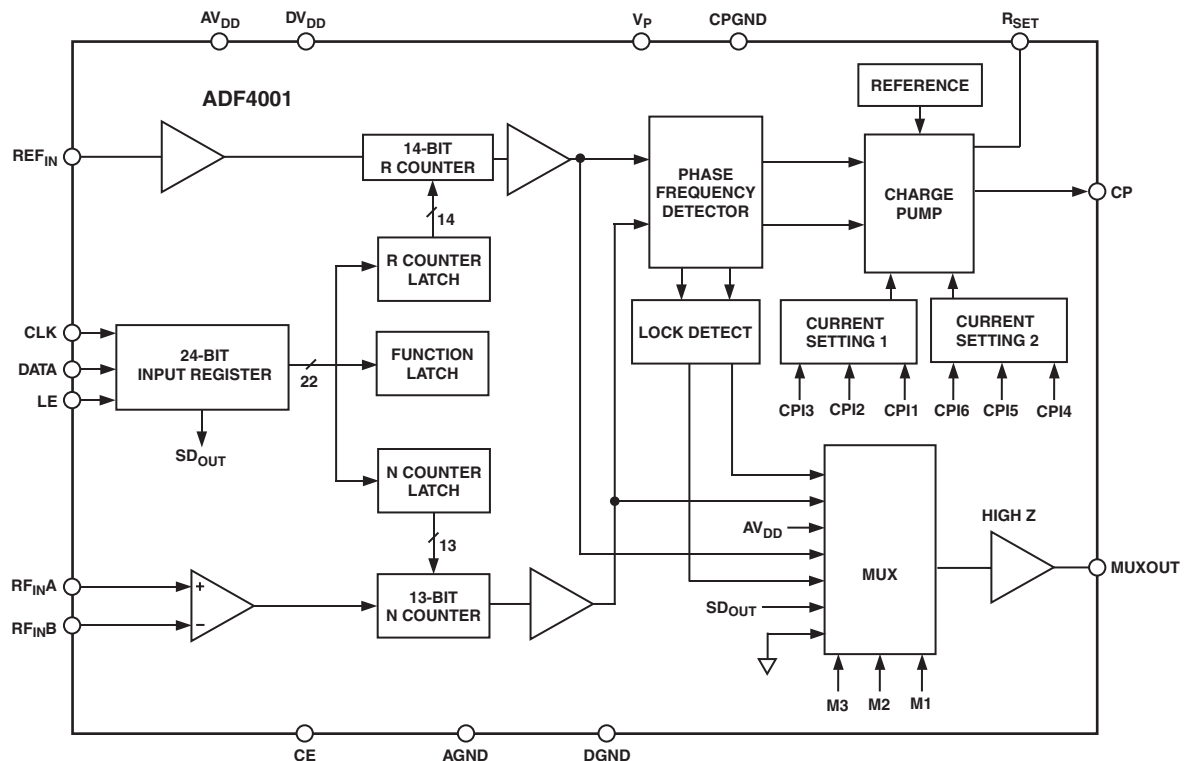 AVDD
DVDD
VP
CPGND
RSET
ADF4001
REFERENCE
REFIN
14-BIT
R COUNTER
PHASE
FREQUENCY
DETECTOR
CHARGE
PUMP
CP
14
R COUNTER
LATCH
CLK
DATA
LE
24-BIT
INPUT REGISTER
22
FUNCTION
LATCH
LOCK DETECT
CURRENT
SETTING 1
CURRENT
SETTING 2
CPI3
CPI2
CPI1
CPI6
CPI5
CPI4
SDOUT
N COUNTER
LATCH
13
AVDD
HIGH Z
MUX
MUXOUT
RFINA
RFINB
+
–
13-BIT
N COUNTER
SDOUT
M3
M2
M1
CE
AGND
DGND